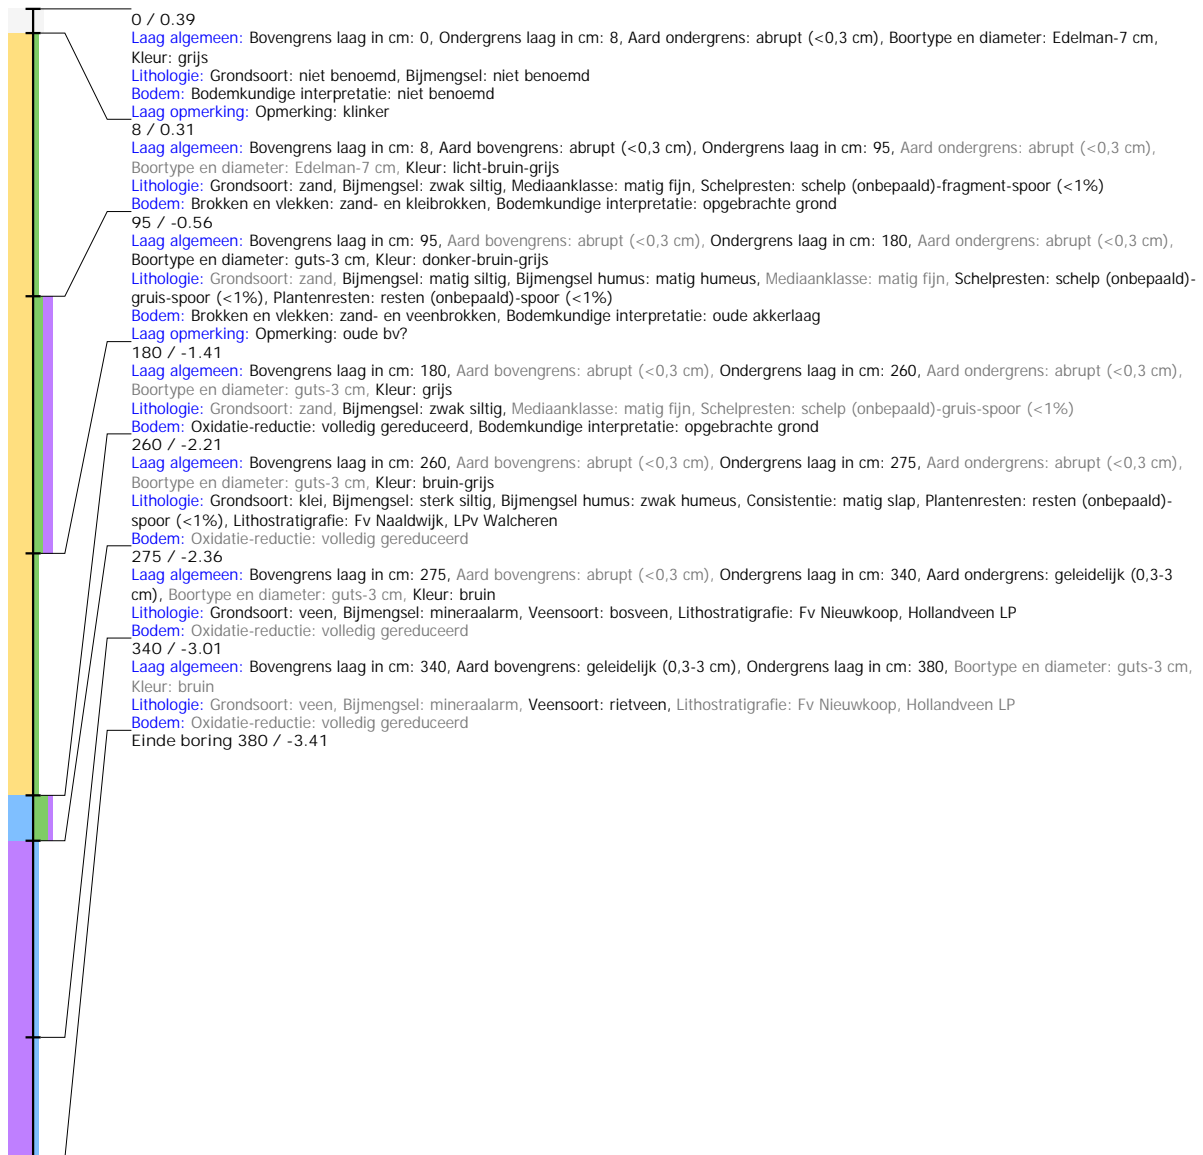 0 / 0.39
Laag algemeen: Bovengrens laag in cm: 0, Ondergrens laag in cm: 8, Aard ondergrens: abrupt (<0,3 cm), Boortype en diameter: Edelman-7 cm,
Kleur: grijs
Lithologie: Grondsoort: niet benoemd, Bijmengsel: niet benoemd
Bodem: Bodemkundige interpretatie: niet benoemd
Laag opmerking: Opmerking: klinker
8 / 0.31
Laag algemeen: Bovengrens laag in cm: 8, Aard bovengrens: abrupt (<0,3 cm), Ondergrens laag in cm: 95, Aard ondergrens: abrupt (<0,3 cm),
Boortype en diameter: Edelman-7 cm, Kleur: licht-bruin-grijs
Lithologie: Grondsoort: zand, Bijmengsel: zwak siltig, Mediaanklasse: matig fijn, Schelpresten: schelp (onbepaald)-fragment-spoor (<1%)
Bodem: Brokken en vlekken: zand- en kleibrokken, Bodemkundige interpretatie: opgebrachte grond
95 / -0.56
Laag algemeen: Bovengrens laag in cm: 95, Aard bovengrens: abrupt (<0,3 cm), Ondergrens laag in cm: 180, Aard ondergrens: abrupt (<0,3 cm),
Boortype en diameter: guts-3 cm, Kleur: donker-bruin-grijs
Lithologie: Grondsoort: zand, Bijmengsel: matig siltig, Bijmengsel humus: matig humeus, Mediaanklasse: matig fijn, Schelpresten: schelp (onbepaald)-
gruis-spoor (<1%), Plantenresten: resten (onbepaald)-spoor (<1%)
Bodem: Brokken en vlekken: zand- en veenbrokken, Bodemkundige interpretatie: oude akkerlaag
Laag opmerking: Opmerking: oude bv?
180 / -1.41
Laag algemeen: Bovengrens laag in cm: 180, Aard bovengrens: abrupt (<0,3 cm), Ondergrens laag in cm: 260, Aard ondergrens: abrupt (<0,3 cm),
Boortype en diameter: guts-3 cm, Kleur: grijs
Lithologie: Grondsoort: zand, Bijmengsel: zwak siltig, Mediaanklasse: matig fijn, Schelpresten: schelp (onbepaald)-gruis-spoor (<1%)
Bodem: Oxidatie-reductie: volledig gereduceerd, Bodemkundige interpretatie: opgebrachte grond
260 / -2.21
Laag algemeen: Bovengrens laag in cm: 260, Aard bovengrens: abrupt (<0,3 cm), Ondergrens laag in cm: 275, Aard ondergrens: abrupt (<0,3 cm),
Boortype en diameter: guts-3 cm, Kleur: bruin-grijs
Lithologie: Grondsoort: klei, Bijmengsel: sterk siltig, Bijmengsel humus: zwak humeus, Consistentie: matig slap, Plantenresten: resten (onbepaald)-
spoor (<1%), Lithostratigrafie: Fv Naaldwijk, LPv Walcheren
Bodem: Oxidatie-reductie: volledig gereduceerd
275 / -2.36
Laag algemeen: Bovengrens laag in cm: 275, Aard bovengrens: abrupt (<0,3 cm), Ondergrens laag in cm: 340, Aard ondergrens: geleidelijk (0,3-3
cm), Boortype en diameter: guts-3 cm, Kleur: bruin
Lithologie: Grondsoort: veen, Bijmengsel: mineraalarm, Veensoort: bosveen, Lithostratigrafie: Fv Nieuwkoop, Hollandveen LP
Bodem: Oxidatie-reductie: volledig gereduceerd
340 / -3.01
Laag algemeen: Bovengrens laag in cm: 340, Aard bovengrens: geleidelijk (0,3-3 cm), Ondergrens laag in cm: 380, Boortype en diameter: guts-3 cm,
Kleur: bruin
Lithologie: Grondsoort: veen, Bijmengsel: mineraalarm, Veensoort: rietveen, Lithostratigrafie: Fv Nieuwkoop, Hollandveen LP
Bodem: Oxidatie-reductie: volledig gereduceerd
Einde boring 380 / -3.41